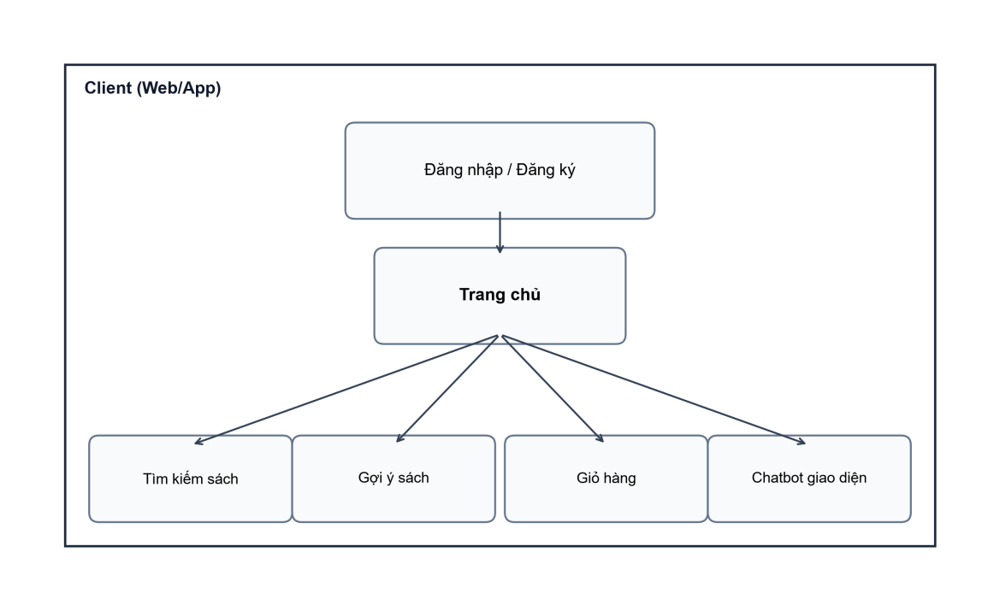 Client (Web/App)
Đăng nhập / Đăng ký
Trang chủ
Tìm kiếm sách
Gợi ý sách
Giỏ hàng
Chatbot giao diện